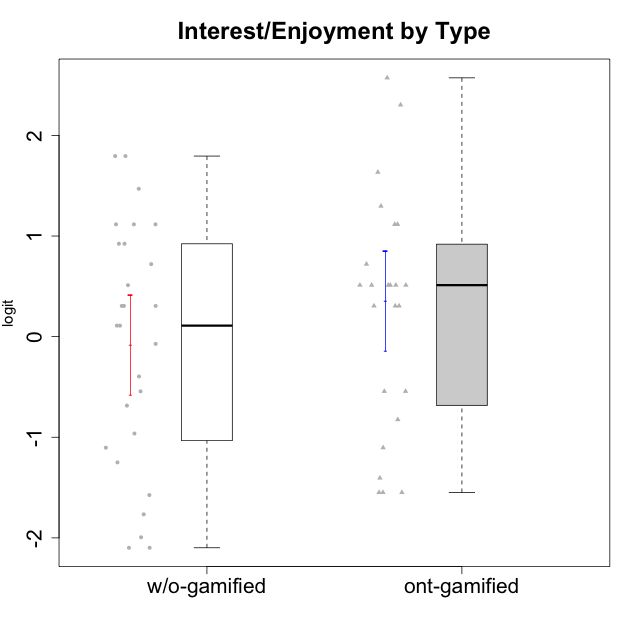 Interest/Enjoyment by Type
logit
2
1
0
-1
-2
w/o-gamified
ont-gamified